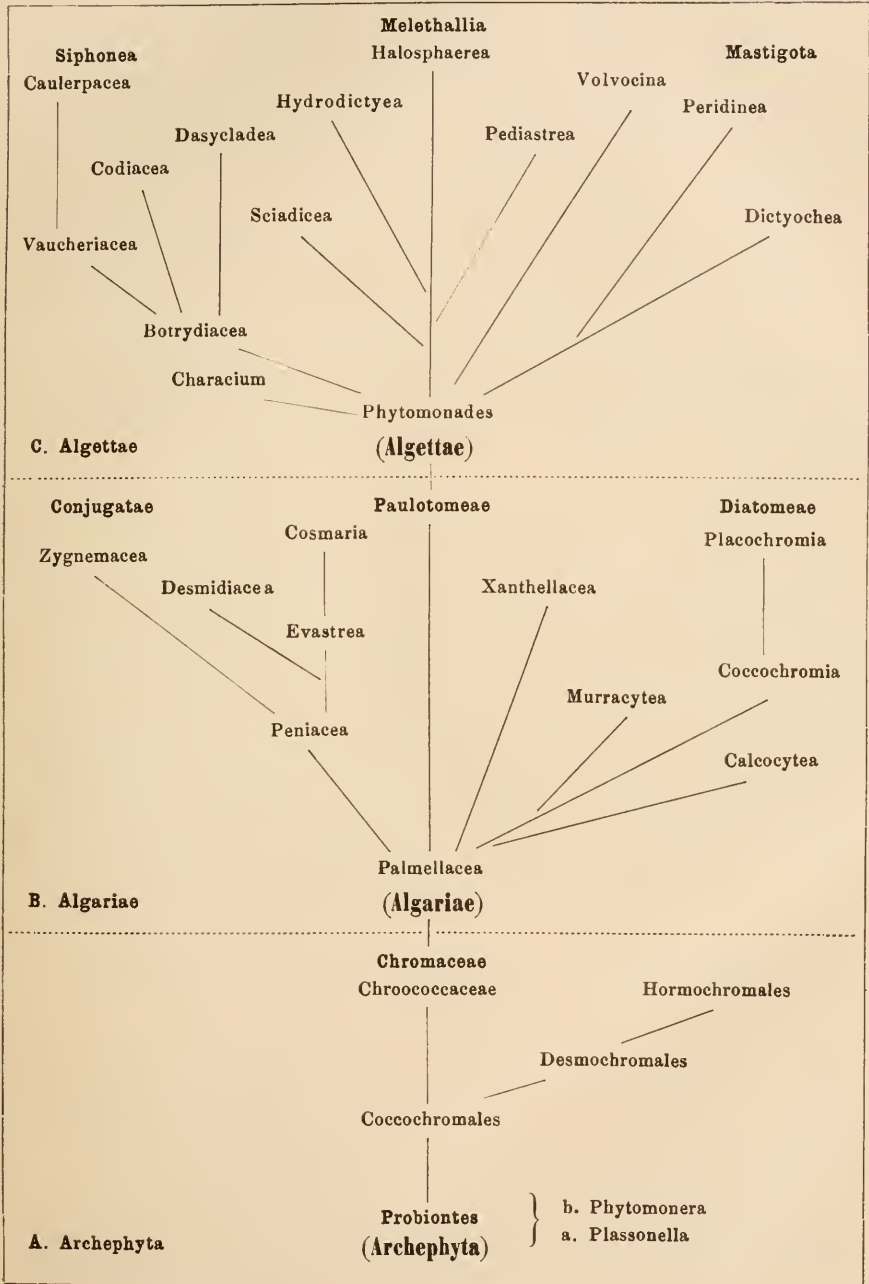 Melethallia
Siphonea
Halosphaerea
Mastigota
Caulerpacea
Volvocina
Hydrodictyea
Peridinea
Dasycladea
Pediastrea
Codiacea
Sciadicea
Dictyochea
Vaucheriacea
Botrydiacea
Characium
Phytomonades
C. Algettae
(Algettae)
Conjugatae
Paulotomeae
Diatomeae
Cosmaria
Placochromia
Zygnemacea
Desmidiacea
Xanthellacea
Evastrea
Coccochromia
Murracytea
Peniacea
Calcocytea
Palmellacea
B. Algariae
(Algariae)
Chromaceae
Chroococcaceae
Hormochromales
Desmochromales
Coccochromales
Probiontes
b. Phytomonera
A. Archephyta
(Archephyta)
a. Plassonella